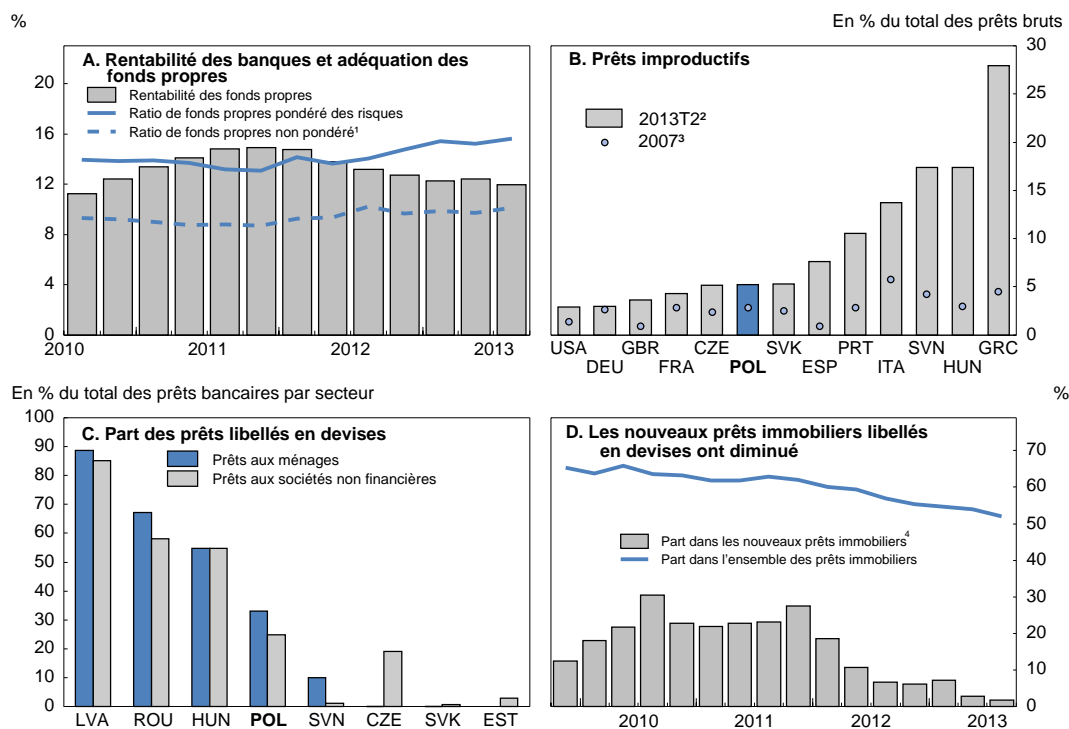 %
En % du total des prêts bruts
A. Rentabilité des banques et adéquation des
fonds propres
Rentabilité des fonds propres
Ratio de fonds propres pondéré des risques
Ratio de fonds propres non pondéré¹
20
16
12
8
4
0
2010 2011 2012 2013
B. Prêts improductifs
2013T2²
2007³
30
25
20
15
10
5
0
USA GBR CZE SVK PRT SVN GRC
DEU FRA POL ESP ITA HUN
En % du total des prêts bancaires par secteur
%
C. Part des prêts libellés en devises
Prêts aux ménages
Prêts aux sociétés non financières
100
90
80
70
60
50
40
30
20
10
0
LVA ROU HUN POL SVN CZE SVK EST
D. Les nouveaux prêts immobiliers libellés
en devises ont diminué
Part dans les nouveaux prêts immobiliers⁴
Part dans l'ensemble des prêts immobiliers
70
60
50
40
30
20
10
0
2010 2011 2012 2013